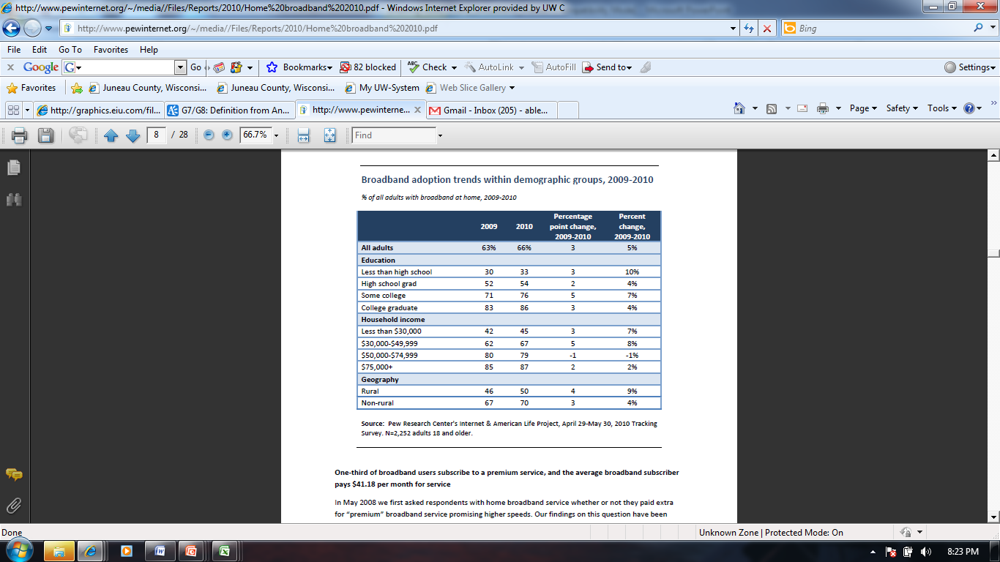 http://www.pewinternet.org/~/media//Files/Reports/2010/Home%20broadband%202010.pdf - Windows Internet Explorer provided by UW C
http://www.pewinternet.org/~/media//Files/Reports/2010/Home%20broadband%202010.pdf
Bing
File Edit Go To Favorites Help
x Google G Go 82 blocked Bookmarks ABC Check AutoLink AutoFill Send to Settings
Favorites Juneau County, Wisconsi... Juneau County, Wisconsi... My UW-System Web Slice Gallery
http://graphics.eiu.com/fil... G7/G8: Definition from An... http://www.pewinterne... Gmail - Inbox (205) - able... Page Safety Tools
8 / 28 66.7% Find
Broadband adoption trends within demographic groups, 2009-2010
% of all adults with broadband at home, 2009-2010
2009 2010 Percentage point change, 2009-2010 Percent change, 2009-2010
All adults 63% 66% 3 5%
Education
Less than high school 30 33 3 10%
High school grad 52 54 2 4%
Some college 71 76 5 7%
College graduate 83 86 3 4%
Household income
Less than $30,000 42 45 3 7%
$30,000-$49,999 62 67 5 8%
$50,000-$74,999 80 79 -1 -1%
$75,000+ 85 87 2 2%
Geography
Rural 46 50 4 9%
Non-rural 67 70 3 4%
Source: Pew Research Center's Internet & American Life Project, April 29-May 30, 2010 Tracking
Survey. N=2,252 adults 18 and older.
One-third of broadband users subscribe to a premium service, and the average broadband subscriber
pays $41.18 per month for service
In May 2008 we first asked respondents with home broadband service whether or not they paid extra
for “premium” broadband service promising higher speeds. Our findings on this question have been
Done Unknown Zone | Protected Mode: On
8:23 PM